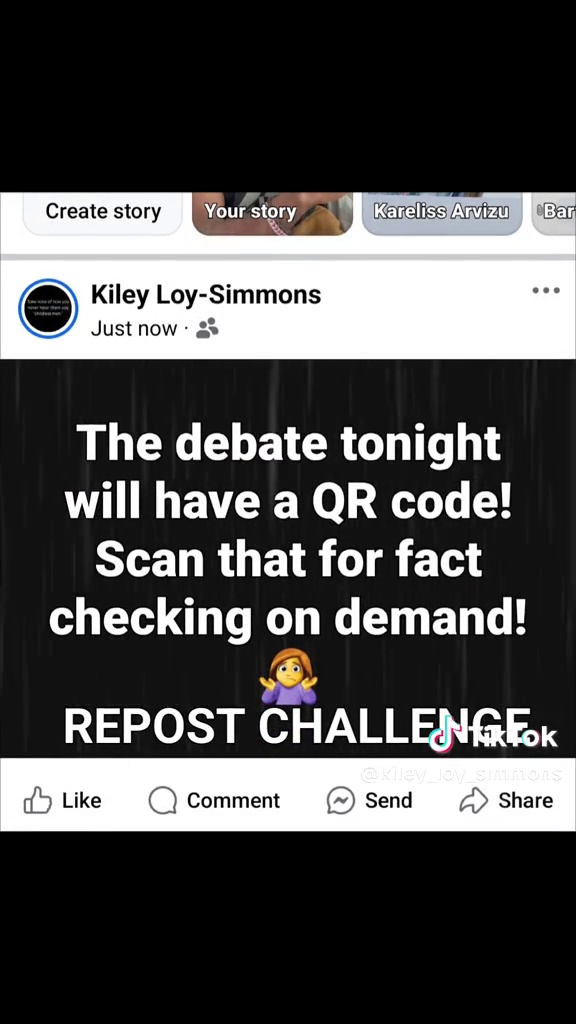 Create story
Your story
Kareliss Arvizu
Bar
Kiley Loy-Simmons
Just now ·
The debate tonight
will have a QR code!
Scan that for fact
checking on demand!
REPOST CHALLENGE
TikTok
@kiley_loy_simmons
Like
Comment
Send
Share